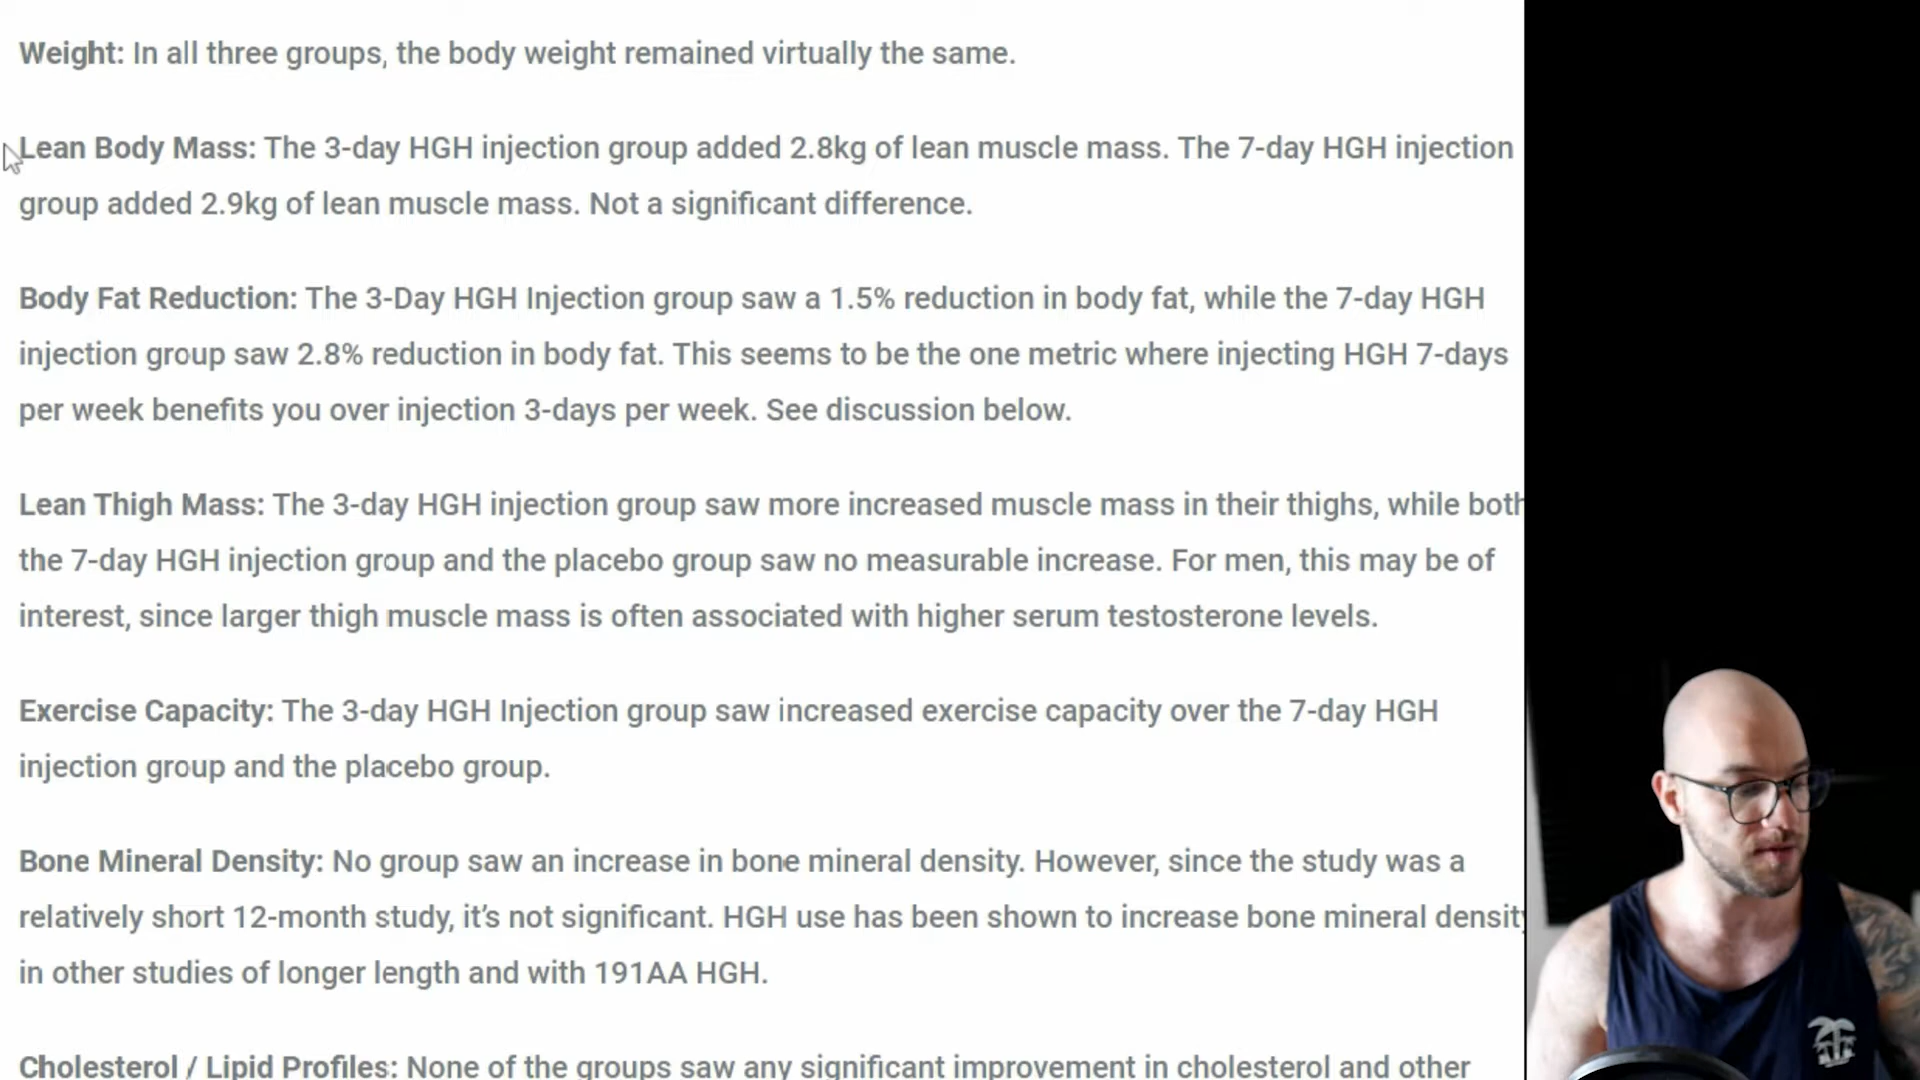 Weight: In all three groups, the body weight remained virtually the same.
Lean Body Mass: The 3-day HGH injection group added 2.8kg of lean muscle mass. The 7-day HGH injection
group added 2.9kg of lean muscle mass. Not a significant difference.
Body Fat Reduction: The 3-Day HGH Injection group saw a 1.5% reduction in body fat, while the 7-day HGH
injection group saw 2.8% reduction in body fat. This seems to be the one metric where injecting HGH 7-days
per week benefits you over injection 3-days per week. See discussion below.
Lean Thigh Mass: The 3-day HGH injection group saw more increased muscle mass in their thighs, while both
the 7-day HGH injection group and the placebo group saw no measurable increase. For men, this may be of
interest, since larger thigh muscle mass is often associated with higher serum testosterone levels.
Exercise Capacity: The 3-day HGH Injection group saw increased exercise capacity over the 7-day HGH
injection group and the placebo group.
Bone Mineral Density: No group saw an increase in bone mineral density. However, since the study was a
relatively short 12-month study, it’s not significant. HGH use has been shown to increase bone mineral density
in other studies of longer length and with 191AA HGH.
Cholesterol / Lipid Profiles: None of the groups saw any significant improvement in cholesterol and other